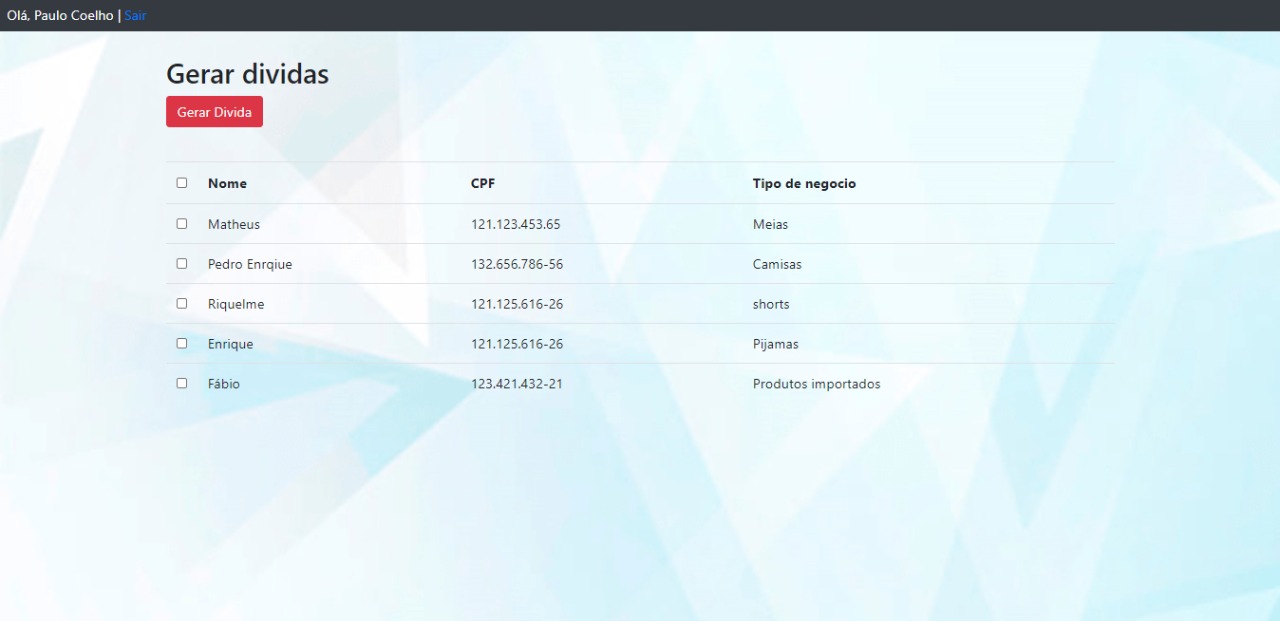 Olá, Paulo Coelho | Sair
Gerar dividas
Gerar Divida
Nome CPF Tipo de negocio
Matheus 121.123.453.65 Meias
Pedro Enrqiue 132.656.786-56 Camisas
Riquelme 121.125.616-26 shorts
Enrique 121.125.616-26 Pijamas
Fábio 123.421.432-21 Produtos importados